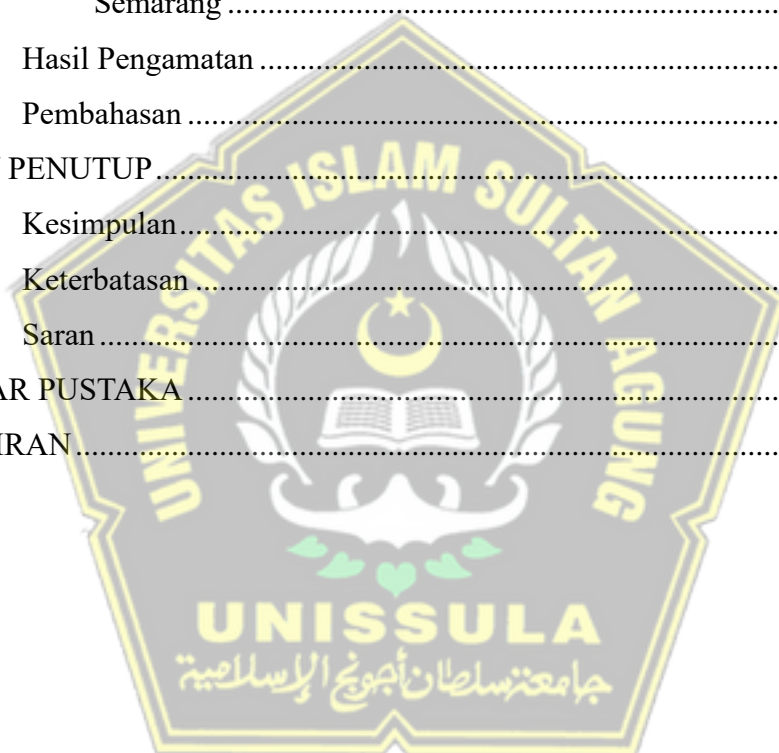 Semarang ........................................................................
Hasil Pengamatan ........................................................................
Pembahasan ........................................................................
PENUTUP ........................................................................
Kesimpulan ........................................................................
Keterbatasan ........................................................................
Saran ........................................................................
AR PUSTAKA ........................................................................
IRAN ........................................................................
UNIVERSITAS ISLAM SULTAN AGUNG
UNISSULA
جامعة سلطان أجونج الإسلامية